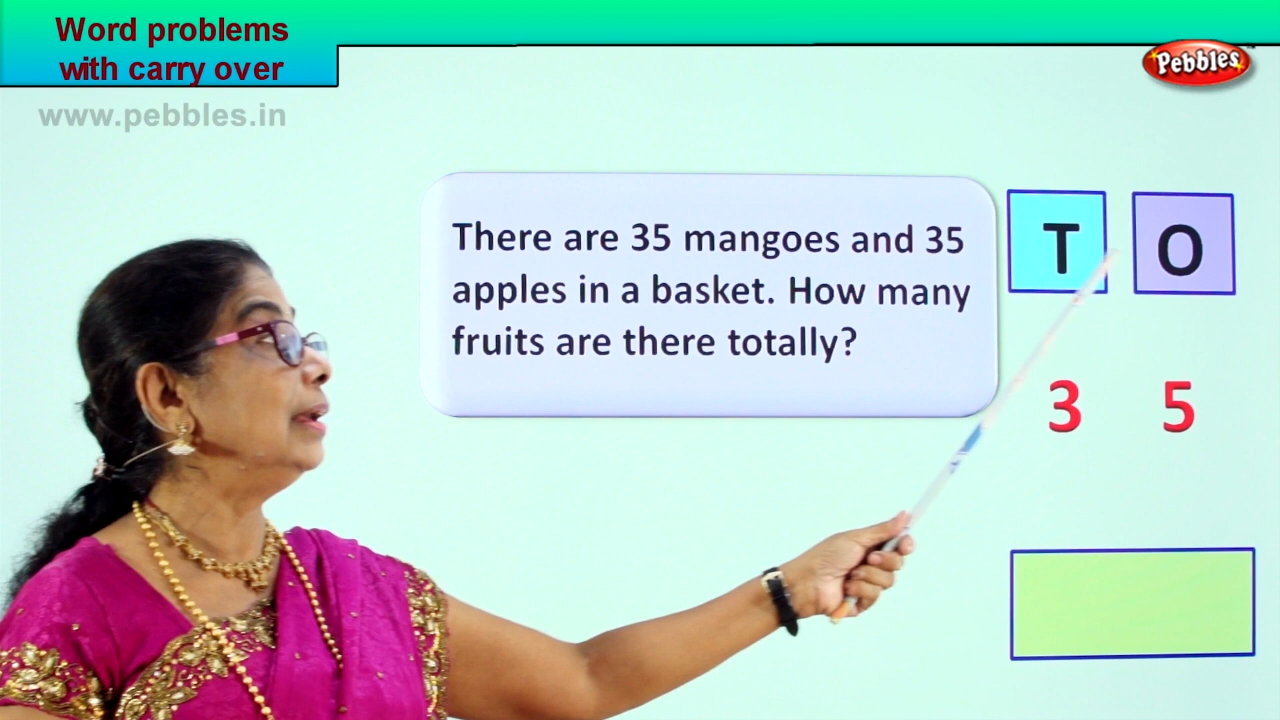 Word problems
with carry over
www.pebbles.in
Pebbles
There are 35 mangoes and 35
apples in a basket. How many
fruits are there totally?
T O
3 5